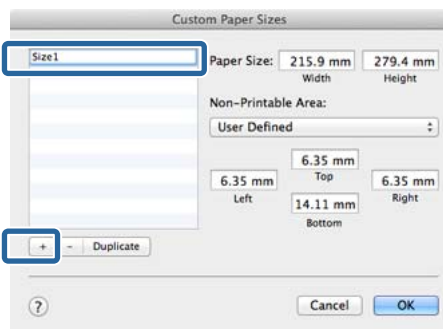 Custom Paper Sizes
Size1
Paper Size: 215.9 mm 279.4 mm
Width Height
Non-Printable Area:
User Defined
6.35 mm
Top
6.35 mm 6.35 mm
Left Right
14.11 mm
Bottom
+ - Duplicate
? Cancel OK